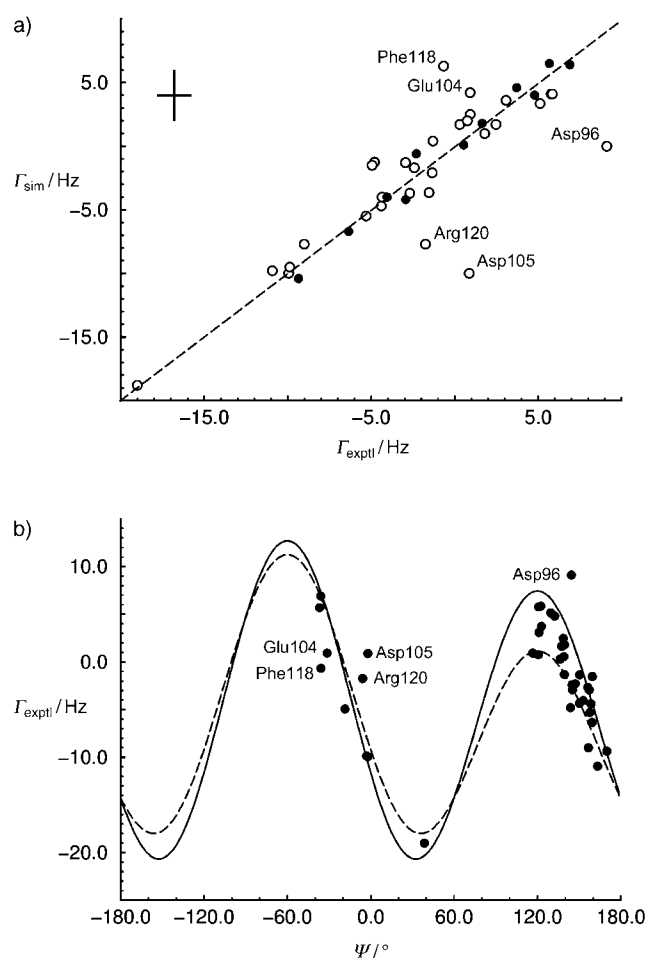 a)
5.0
Γsim / Hz
−5.0
−15.0
Phe118
Glu104
Asp96
Arg120
Asp105
−15.0 −5.0 5.0
Γexptl / Hz
b)
10.0
0.0
Γexptl / Hz
−10.0
−20.0
Asp96
Glu104 Asp105
Phe118 Arg120
−180.0 −120.0 −60.0 0.0 60.0 120.0 180.0
Ψ / °